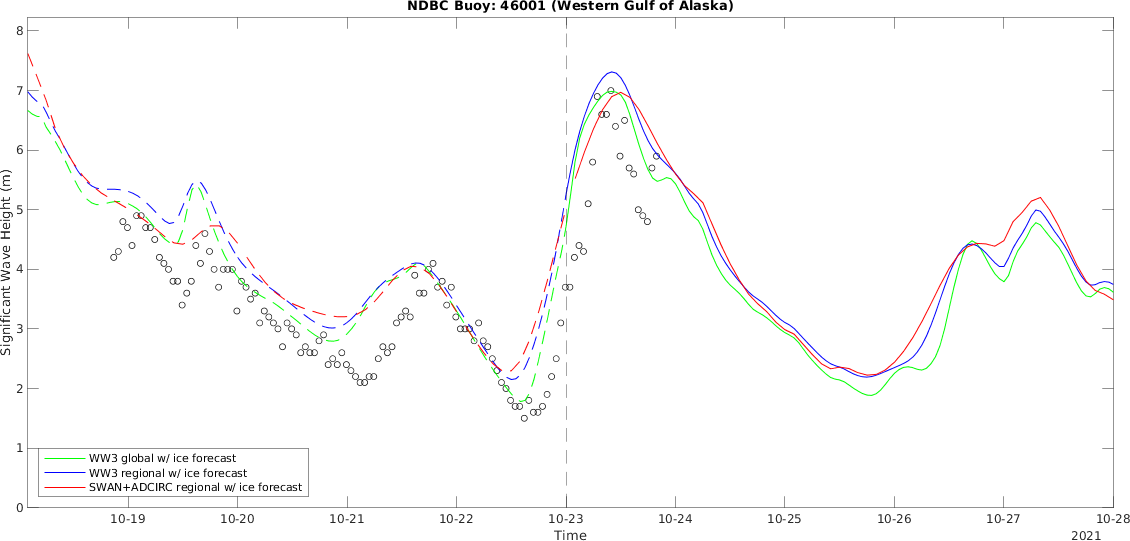 NDBC Buoy: 46001 (Western Gulf of Alaska)
Significant Wave Height (m)
8
7
6
5
4
3
2
1
0
WW3 global w/ ice forecast
WW3 regional w/ ice forecast
SWAN+ADCIRC regional w/ ice forecast
10-19 10-20 10-21 10-22 10-23 10-24 10-25 10-26 10-27 10-28
Time
2021